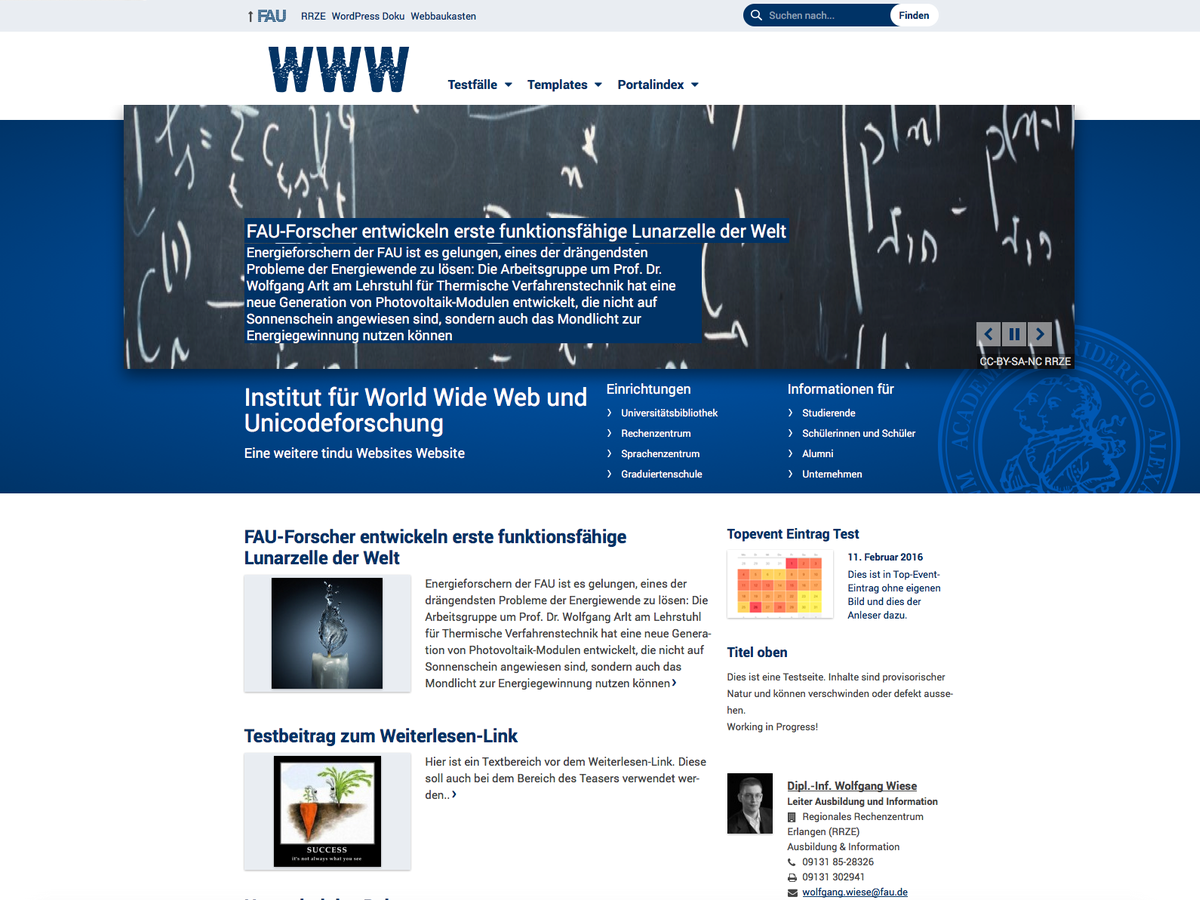 FAU RRZE WordPress Doku Webbaukasten
Suchen nach... Finden
WWW
Testfälle Templates Portalindex
FAU-Forscher entwickeln erste funktionsfähige Lunarzelle der Welt
Energieforschern der FAU ist es gelungen, eines der drängendsten
Probleme der Energiewende zu lösen: Die Arbeitsgruppe um Prof. Dr.
Wolfgang Arlt am Lehrstuhl für Thermische Verfahrenstechnik hat eine
neue Generation von Photovoltaik-Modulen entwickelt, die nicht auf
Sonnenschein angewiesen sind, sondern auch das Mondlicht zur
Energiegewinnung nutzen können
CC-BY-SA-NC RRZE
Institut für World Wide Web und
Unicodeforschung
Eine weitere tindu Websites Website
Einrichtungen
Universitätsbibliothek
Rechenzentrum
Sprachenzentrum
Graduiertenschule
Informationen für
Studierende
Schülerinnen und Schüler
Alumni
Unternehmen
FAU-Forscher entwickeln erste funktionsfähige
Lunarzelle der Welt
Energieforschern der FAU ist es gelungen, eines der
drängendsten Probleme der Energiewende zu lösen: Die
Arbeitsgruppe um Prof. Dr. Wolfgang Arlt am Lehrstuhl
für Thermische Verfahrenstechnik hat eine neue Genera-
tion von Photovoltaik-Modulen entwickelt, die nicht auf
Sonnenschein angewiesen sind, sondern auch das
Mondlicht zur Energiegewinnung nutzen können
Testbeitrag zum Weiterlesen-Link
Hier ist ein Textbereich vor dem Weiterlesen-Link. Diese
soll auch bei dem Bereich des Teasers verwendet wer-
den..
SUCCESS
it's not always what you see
Topevent Eintrag Test
11. Februar 2016
Dies ist in Top-Event-
Eintrag ohne eigenen
Bild und dies der
Anleser dazu.
Titel oben
Dies ist eine Testseite. Inhalte sind provisorischer
Natur und können verschwinden oder defekt ausse-
hen.
Working in Progress!
Dipl.-Inf. Wolfgang Wiese
Leiter Ausbildung und Information
Regionales Rechenzentrum
Erlangen (RRZE)
Ausbildung & Information
09131 85-28326
09131 302941
wolfgang.wiese@fau.de